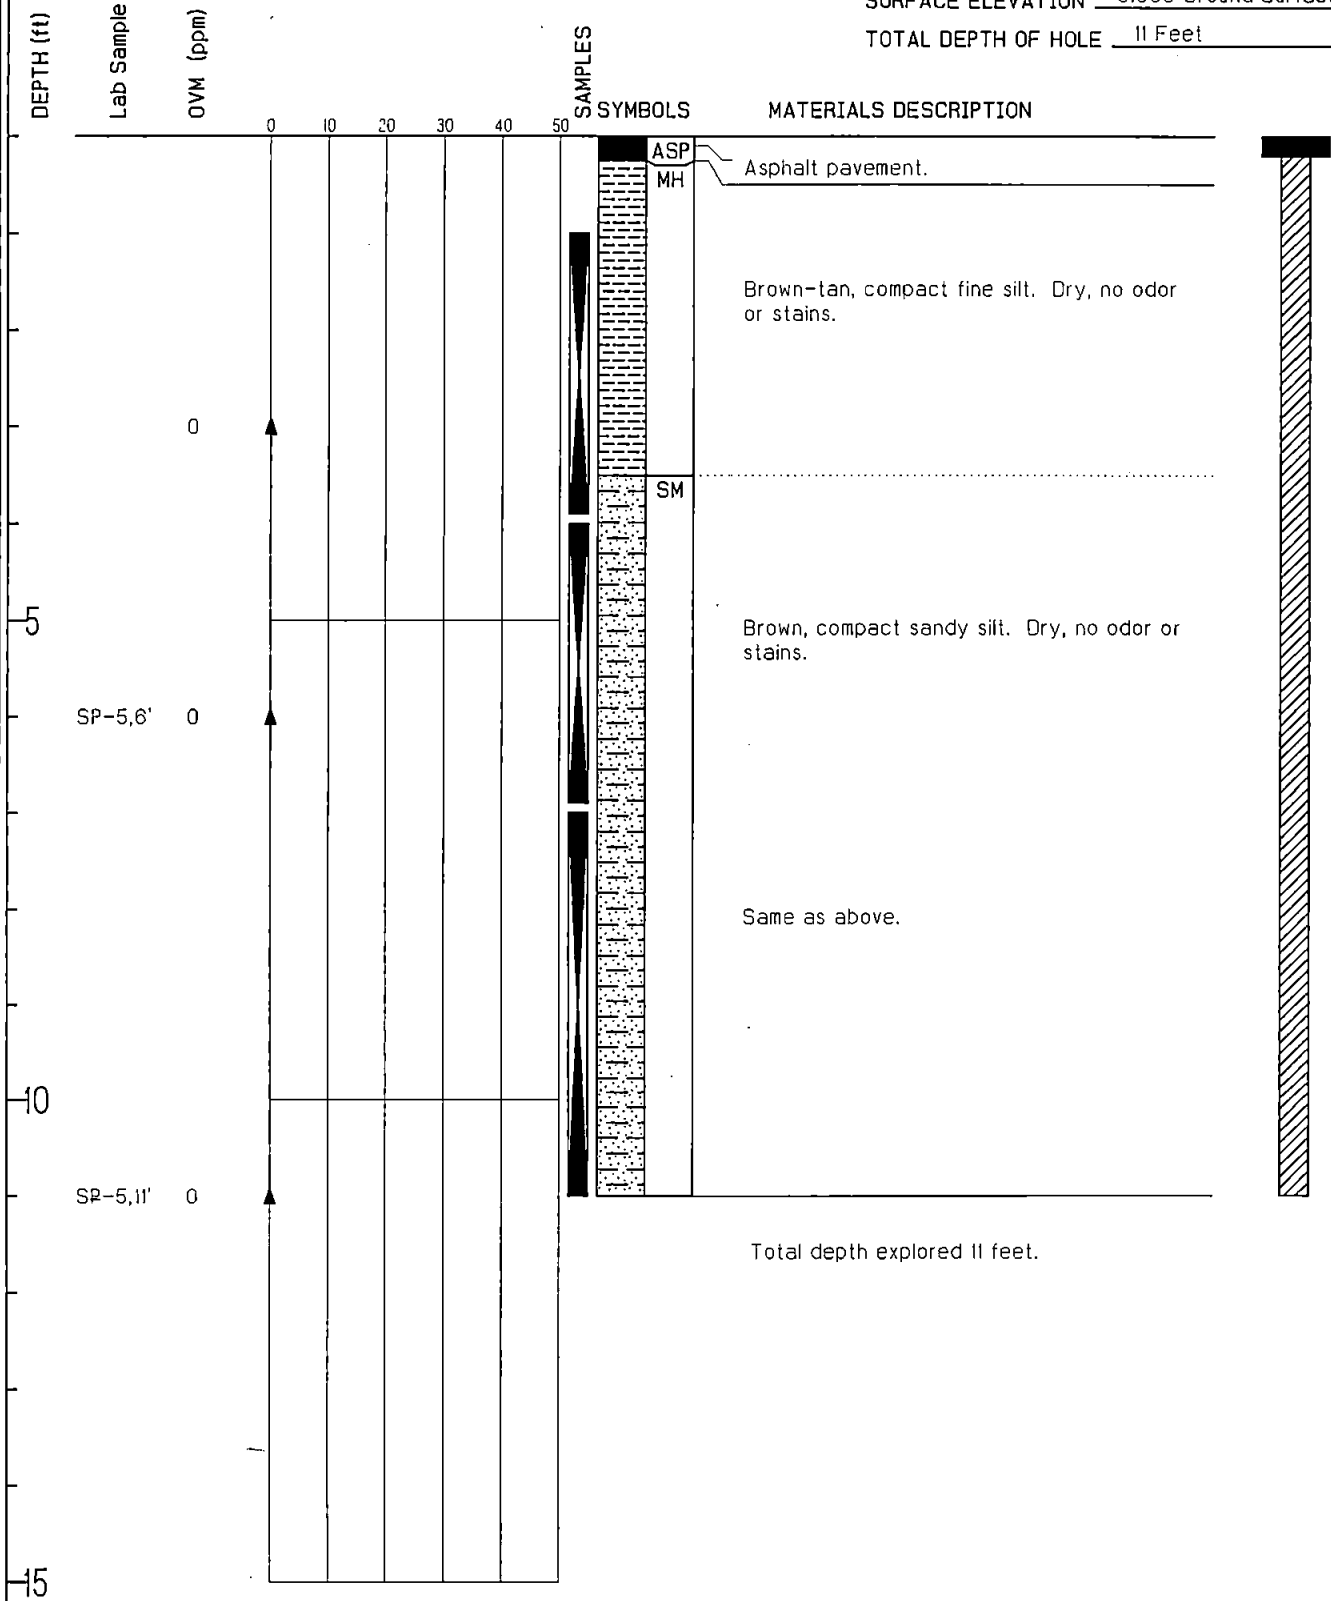 SURFACE ELEVATION
TOTAL DEPTH OF HOLE 11 Feet
DEPTH (ft)
Lab Sample
OVM (ppm)
SAMPLES
SYMBOLS
MATERIALS DESCRIPTION
0 10 20 30 40 50
ASP
Asphalt pavement.
MH
Brown-tan, compact fine silt. Dry, no odor
or stains.
0
SM
5
Brown, compact sandy silt. Dry, no odor or
stains.
SP-5,6' 0
Same as above.
10
SP-5,11' 0
Total depth explored 11 feet.
15